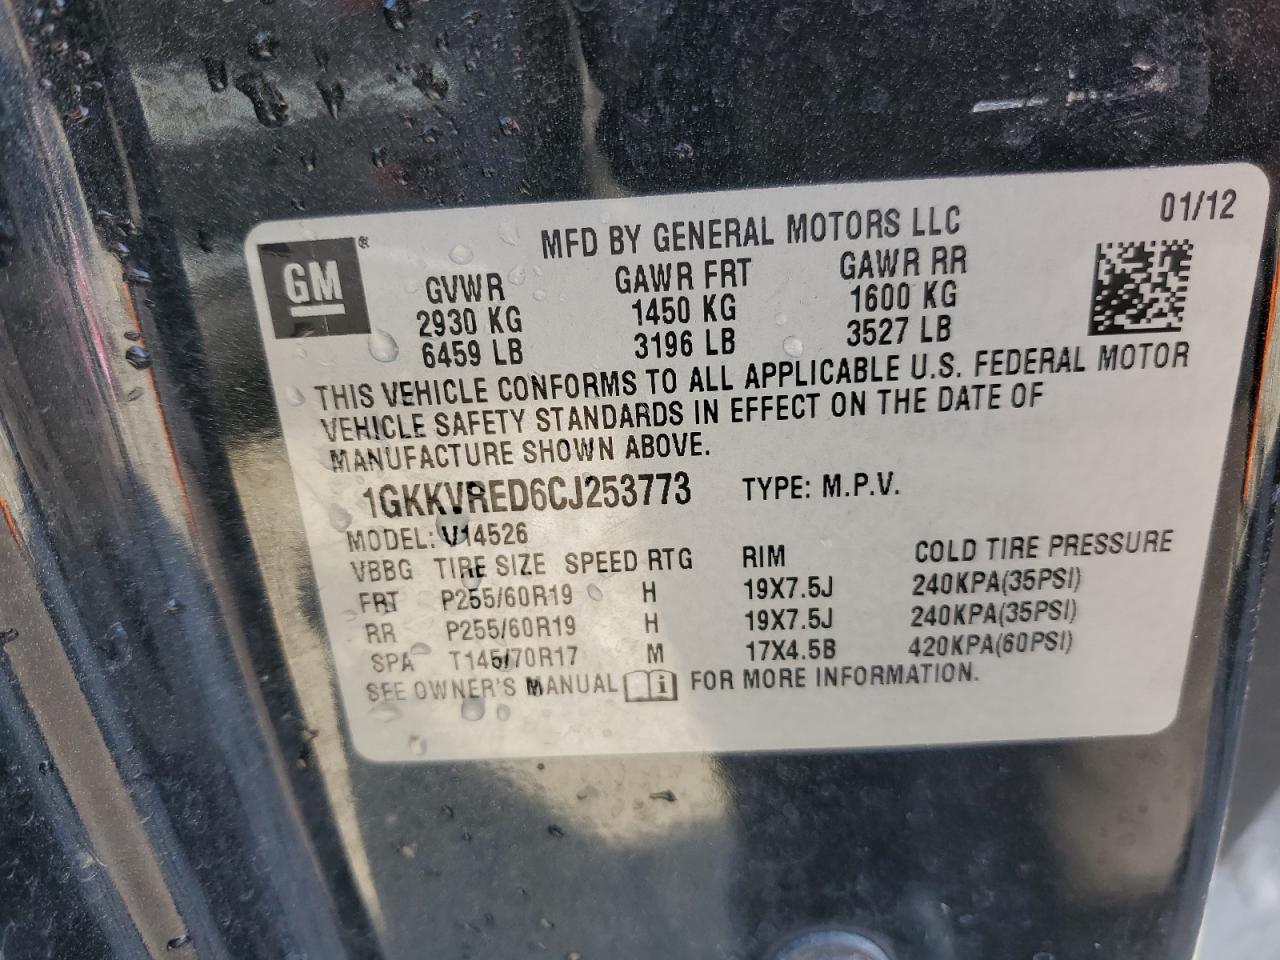 01/12
GM ®
MFD BY GENERAL MOTORS LLC
GVWR GAWR FRT GAWR RR
2930 KG 1450 KG 1600 KG
6459 LB 3196 LB 3527 LB
THIS VEHICLE CONFORMS TO ALL APPLICABLE U.S. FEDERAL MOTOR
VEHICLE SAFETY STANDARDS IN EFFECT ON THE DATE OF
MANUFACTURE SHOWN ABOVE.
1GKKVRED6CJ253773 TYPE: M.P.V.
MODEL: V14526
VBBG TIRE SIZE SPEED RTG RIM COLD TIRE PRESSURE
FRT P255/60R19 H 19X7.5J 240KPA(35PSI)
RR P255/60R19 H 19X7.5J 240KPA(35PSI)
SPA T145/70R17 M 17X4.5B 420KPA(60PSI)
SEE OWNER'S MANUAL i FOR MORE INFORMATION.